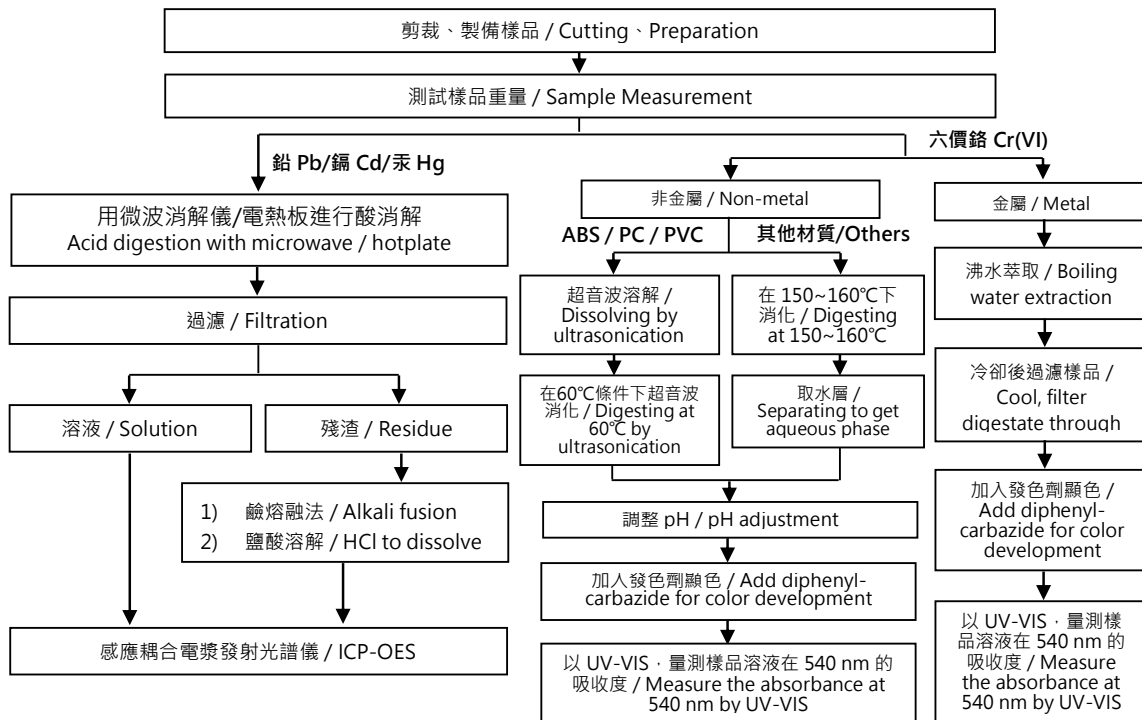 剪裁、製備樣品 / Cutting、Preparation
測試樣品重量 / Sample Measurement
鉛 Pb/鎘 Cd/汞 Hg
六價鉻 Cr(VI)
用微波消解儀/電熱板進行酸消解
Acid digestion with microwave / hotplate
過濾 / Filtration
溶液 / Solution
殘渣 / Residue
1) 鹼熔融法 / Alkali fusion
2) 鹽酸溶解 / HCl to dissolve
感應耦合電漿發射光譜儀 / ICP-OES
非金屬 / Non-metal
ABS / PC / PVC
其他材質/Others
超音波溶解 /
Dissolving by
ultrasonication
在60℃條件下超音波
消化 / Digesting at
60℃ by
ultrasonication
在 150~160℃下
消化 / Digesting
at 150~160℃
取水層 /
Separating to get
aqueous phase
調整 pH / pH adjustment
加入發色劑顯色 / Add diphenyl-
carbazide for color development
以 UV-VIS，量測樣品溶液在 540 nm 的
吸收度 / Measure the absorbance at
540 nm by UV-VIS
金屬 / Metal
沸水萃取 / Boiling
water extraction
冷卻後過濾樣品 /
Cool, filter
digestate through
加入發色劑顯色 /
Add diphenyl-
carbazide for color
development
以 UV-VIS，量測樣
品溶液在 540 nm 的
吸收度 / Measure
the absorbance at
540 nm by UV-VIS